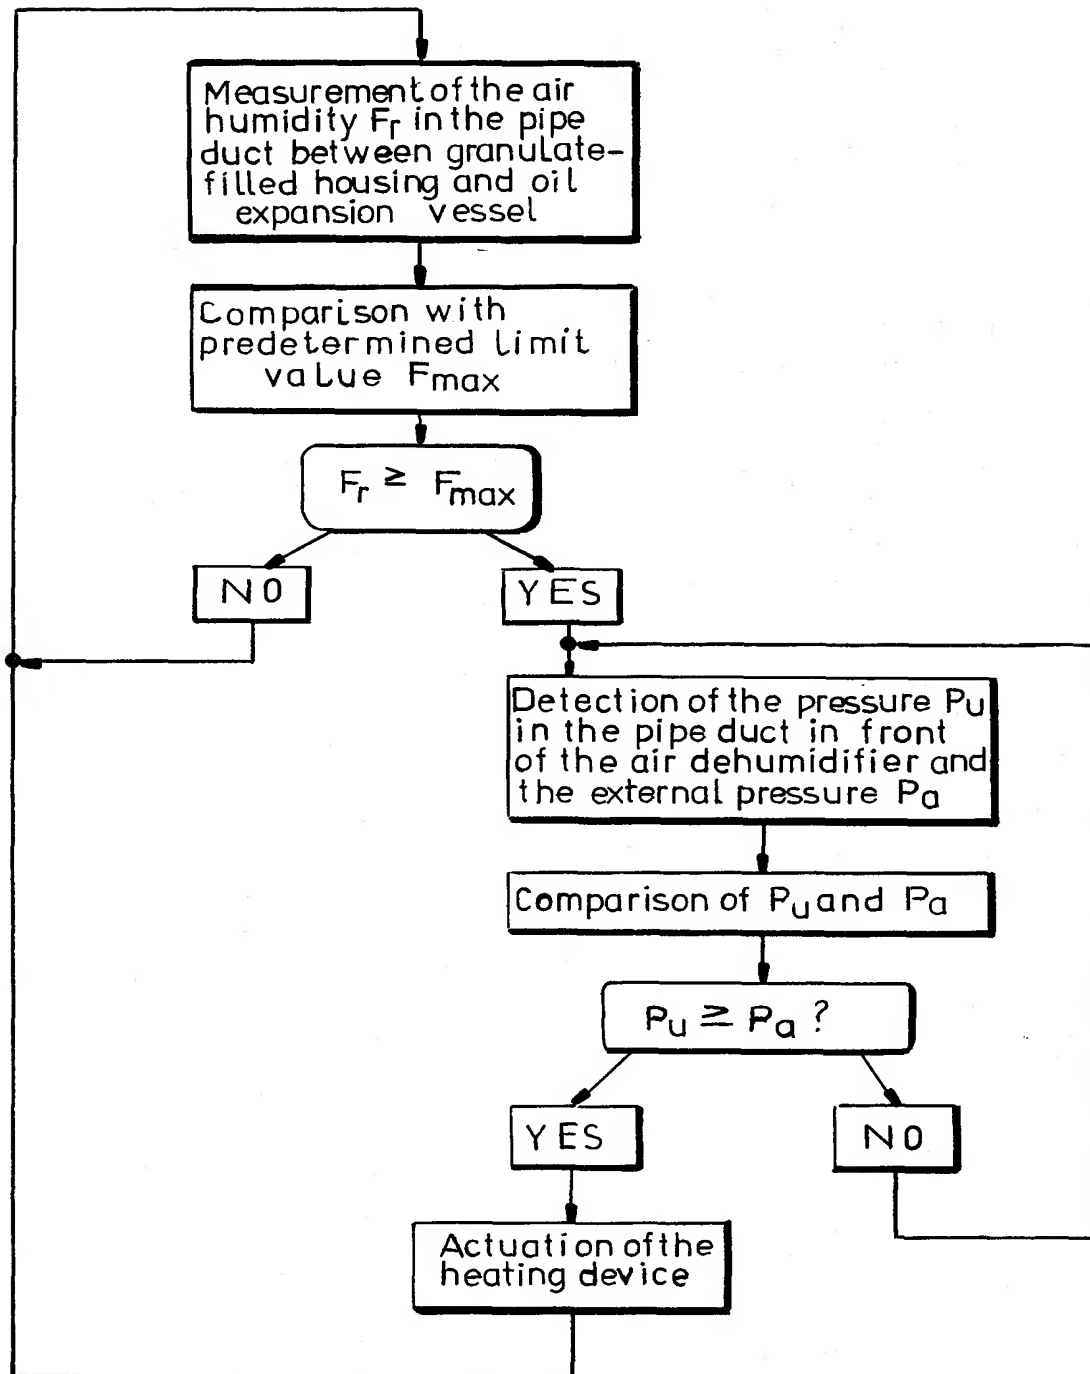 Measurement of the air
humidity Fr in the pipe
duct between granulate-
filled housing and oil
expansion vessel
Comparison with
predetermined limit
value Fmax
Fr ≥ Fmax
NO
YES
Detection of the pressure Pu
in the pipe duct in front
of the air dehumidifier and
the external pressure Pa
Comparison of Pu and Pa
Pu ≥ Pa ?
YES
NO
Actuation of the
heating device